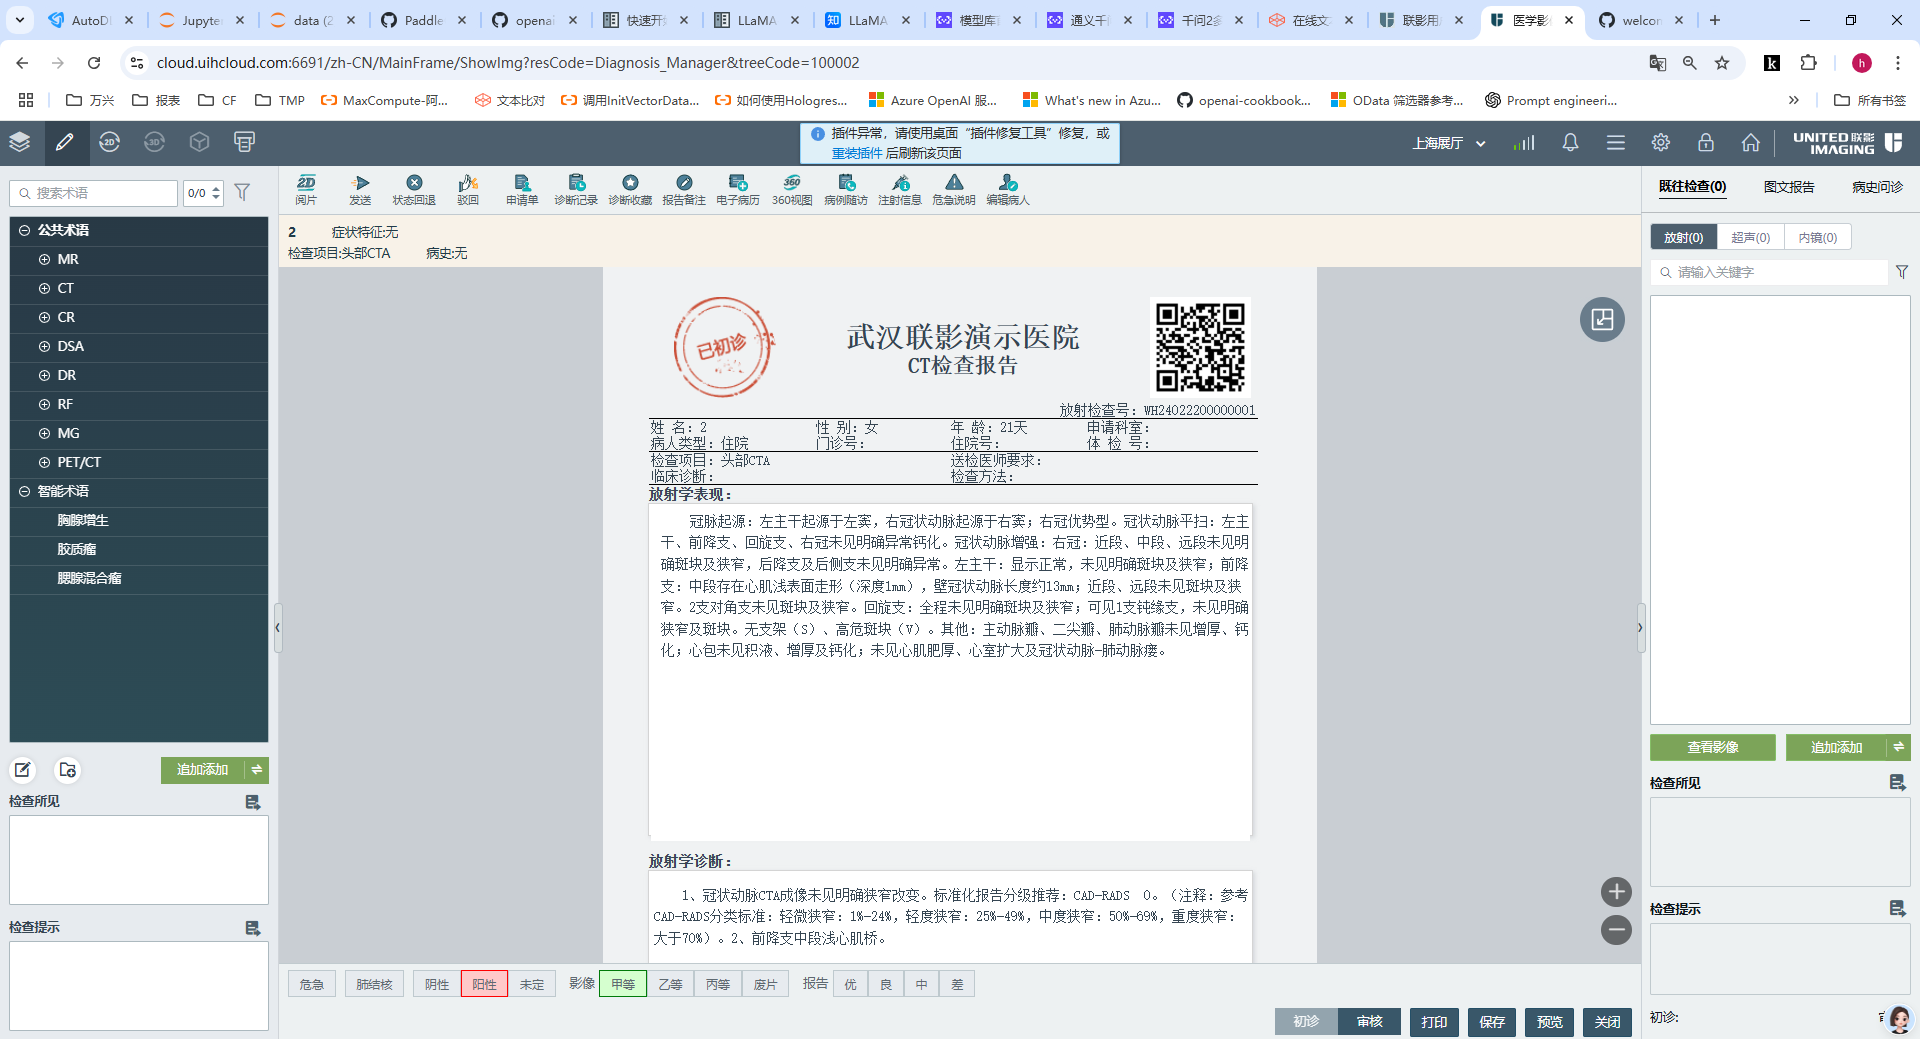 AutoD
Jupyte
data (2
Paddle
openai
快速开
LLaMA
LLaMA
模型库
通义千
千问2多
在线文
联影用
医学影
welcon
cloud.uihcloud.com:6691/zh-CN/MainFrame/ShowImg?resCode=Diagnosis_Manager&treeCode=100002
万兴
报表
CF
TMP
MaxCompute-阿...
文本比对
调用InitVectorData...
如何使用Hologres...
Azure OpenAI 服...
What's new in Azu...
openai-cookbook...
OData 筛选器参考...
Prompt engineeri...
所有书签
插件异常，请使用桌面“插件修复工具”修复，或
重装插件 后刷新该页面
上海展厅
UNITED 联影
IMAGING
搜索术语
0/0
公共术语
MR
CT
CR
DSA
DR
RF
MG
PET/CT
智能术语
胸腺增生
胶质瘤
腮腺混合瘤
追加添加
检查所见
检查提示
2D 阅片
发送
状态回退
驳回
申请单
诊断记录
诊断收藏
报告备注
电子病历
360视图
病例随访
注射信息
危急说明
编辑病人
2 症状特征:无
检查项目:头部CTA 病史:无
已初诊
武汉联影演示医院
CT检查报告
放射检查号：WH24022200000001
姓 名：2 性 别：女 年 龄：21天 申请科室：
病人类型：住院 门诊号： 住院号： 体 检 号：
检查项目：头部CTA 送检医师要求：
临床诊断： 检查方法：
放射学表现：
冠脉起源：左主干起源于左窦，右冠状动脉起源于右窦；右冠优势型。冠状动脉平扫：左主
干、前降支、回旋支、右冠未见明确异常钙化。冠状动脉增强：右冠：近段、中段、远段未见明
确斑块及狭窄，后降支及后侧支未见明确异常。左主干：显示正常，未见明确斑块及狭窄；前降
支：中段存在心肌浅表面走形（深度1mm），壁冠状动脉长度约13mm；近段、远段未见斑块及狭
窄。2支对角支未见斑块及狭窄。回旋支：全程未见明确斑块及狭窄；可见1支钝缘支，未见明确
狭窄及斑块。无支架（S）、高危斑块（V）。其他：主动脉瓣、二尖瓣、肺动脉瓣未见增厚、钙
化；心包未见积液、增厚及钙化；未见心肌肥厚、心室扩大及冠状动脉-肺动脉瘘。
放射学诊断：
1、冠状动脉CTA成像未见明确狭窄改变。标准化报告分级推荐：CAD-RADS 0。（注释：参考
CAD-RADS分类标准：轻微狭窄：1%-24%，轻度狭窄：25%-49%，中度狭窄：50%-69%，重度狭窄：
大于70%）。2、前降支中段浅心肌桥。
危急 肺结核 阴性 阳性 未定 影像 甲等 乙等 丙等 废片 报告 优 良 中 差
初诊 审核 打印 保存 预览 关闭
既往检查(0) 图文报告 病史问诊
放射(0) 超声(0) 内镜(0)
请输入关键字
查看影像 追加添加
检查所见
检查提示
初诊: